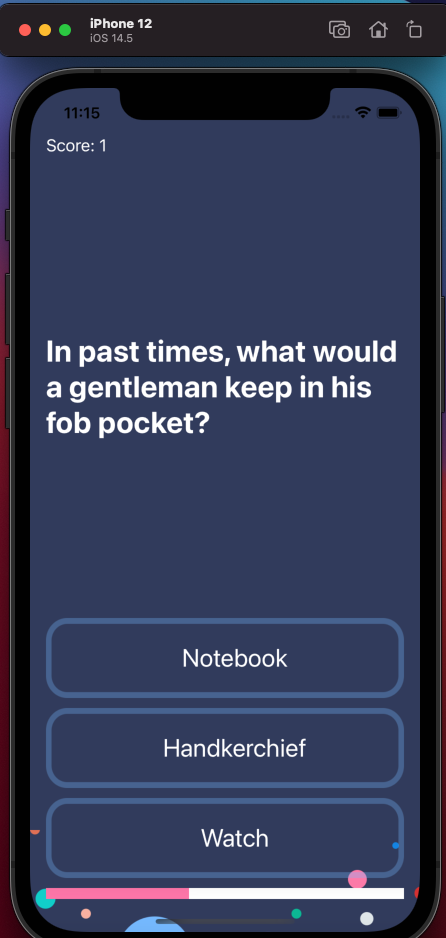 iPhone 12
iOS 14.5
11:15
Score: 1
In past times, what would
a gentleman keep in his
fob pocket?
Notebook
Handkerchief
Watch